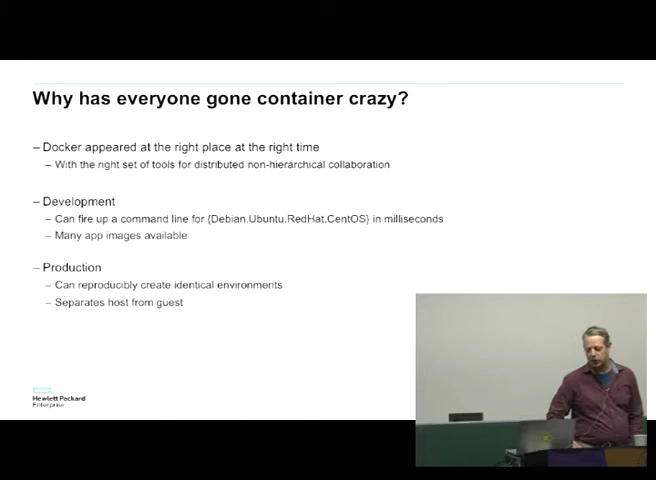 Why has everyone gone container crazy?
– Docker appeared at the right place at the right time
– With the right set of tools for distributed non-hierarchical collaboration
– Development
– Can fire up a command line for {Debian,Ubuntu,RedHat,CentOS} in milliseconds
– Many app images available
– Production
– Can reproducibly create identical environments
– Separates host from guest
Hewlett Packard
Enterprise